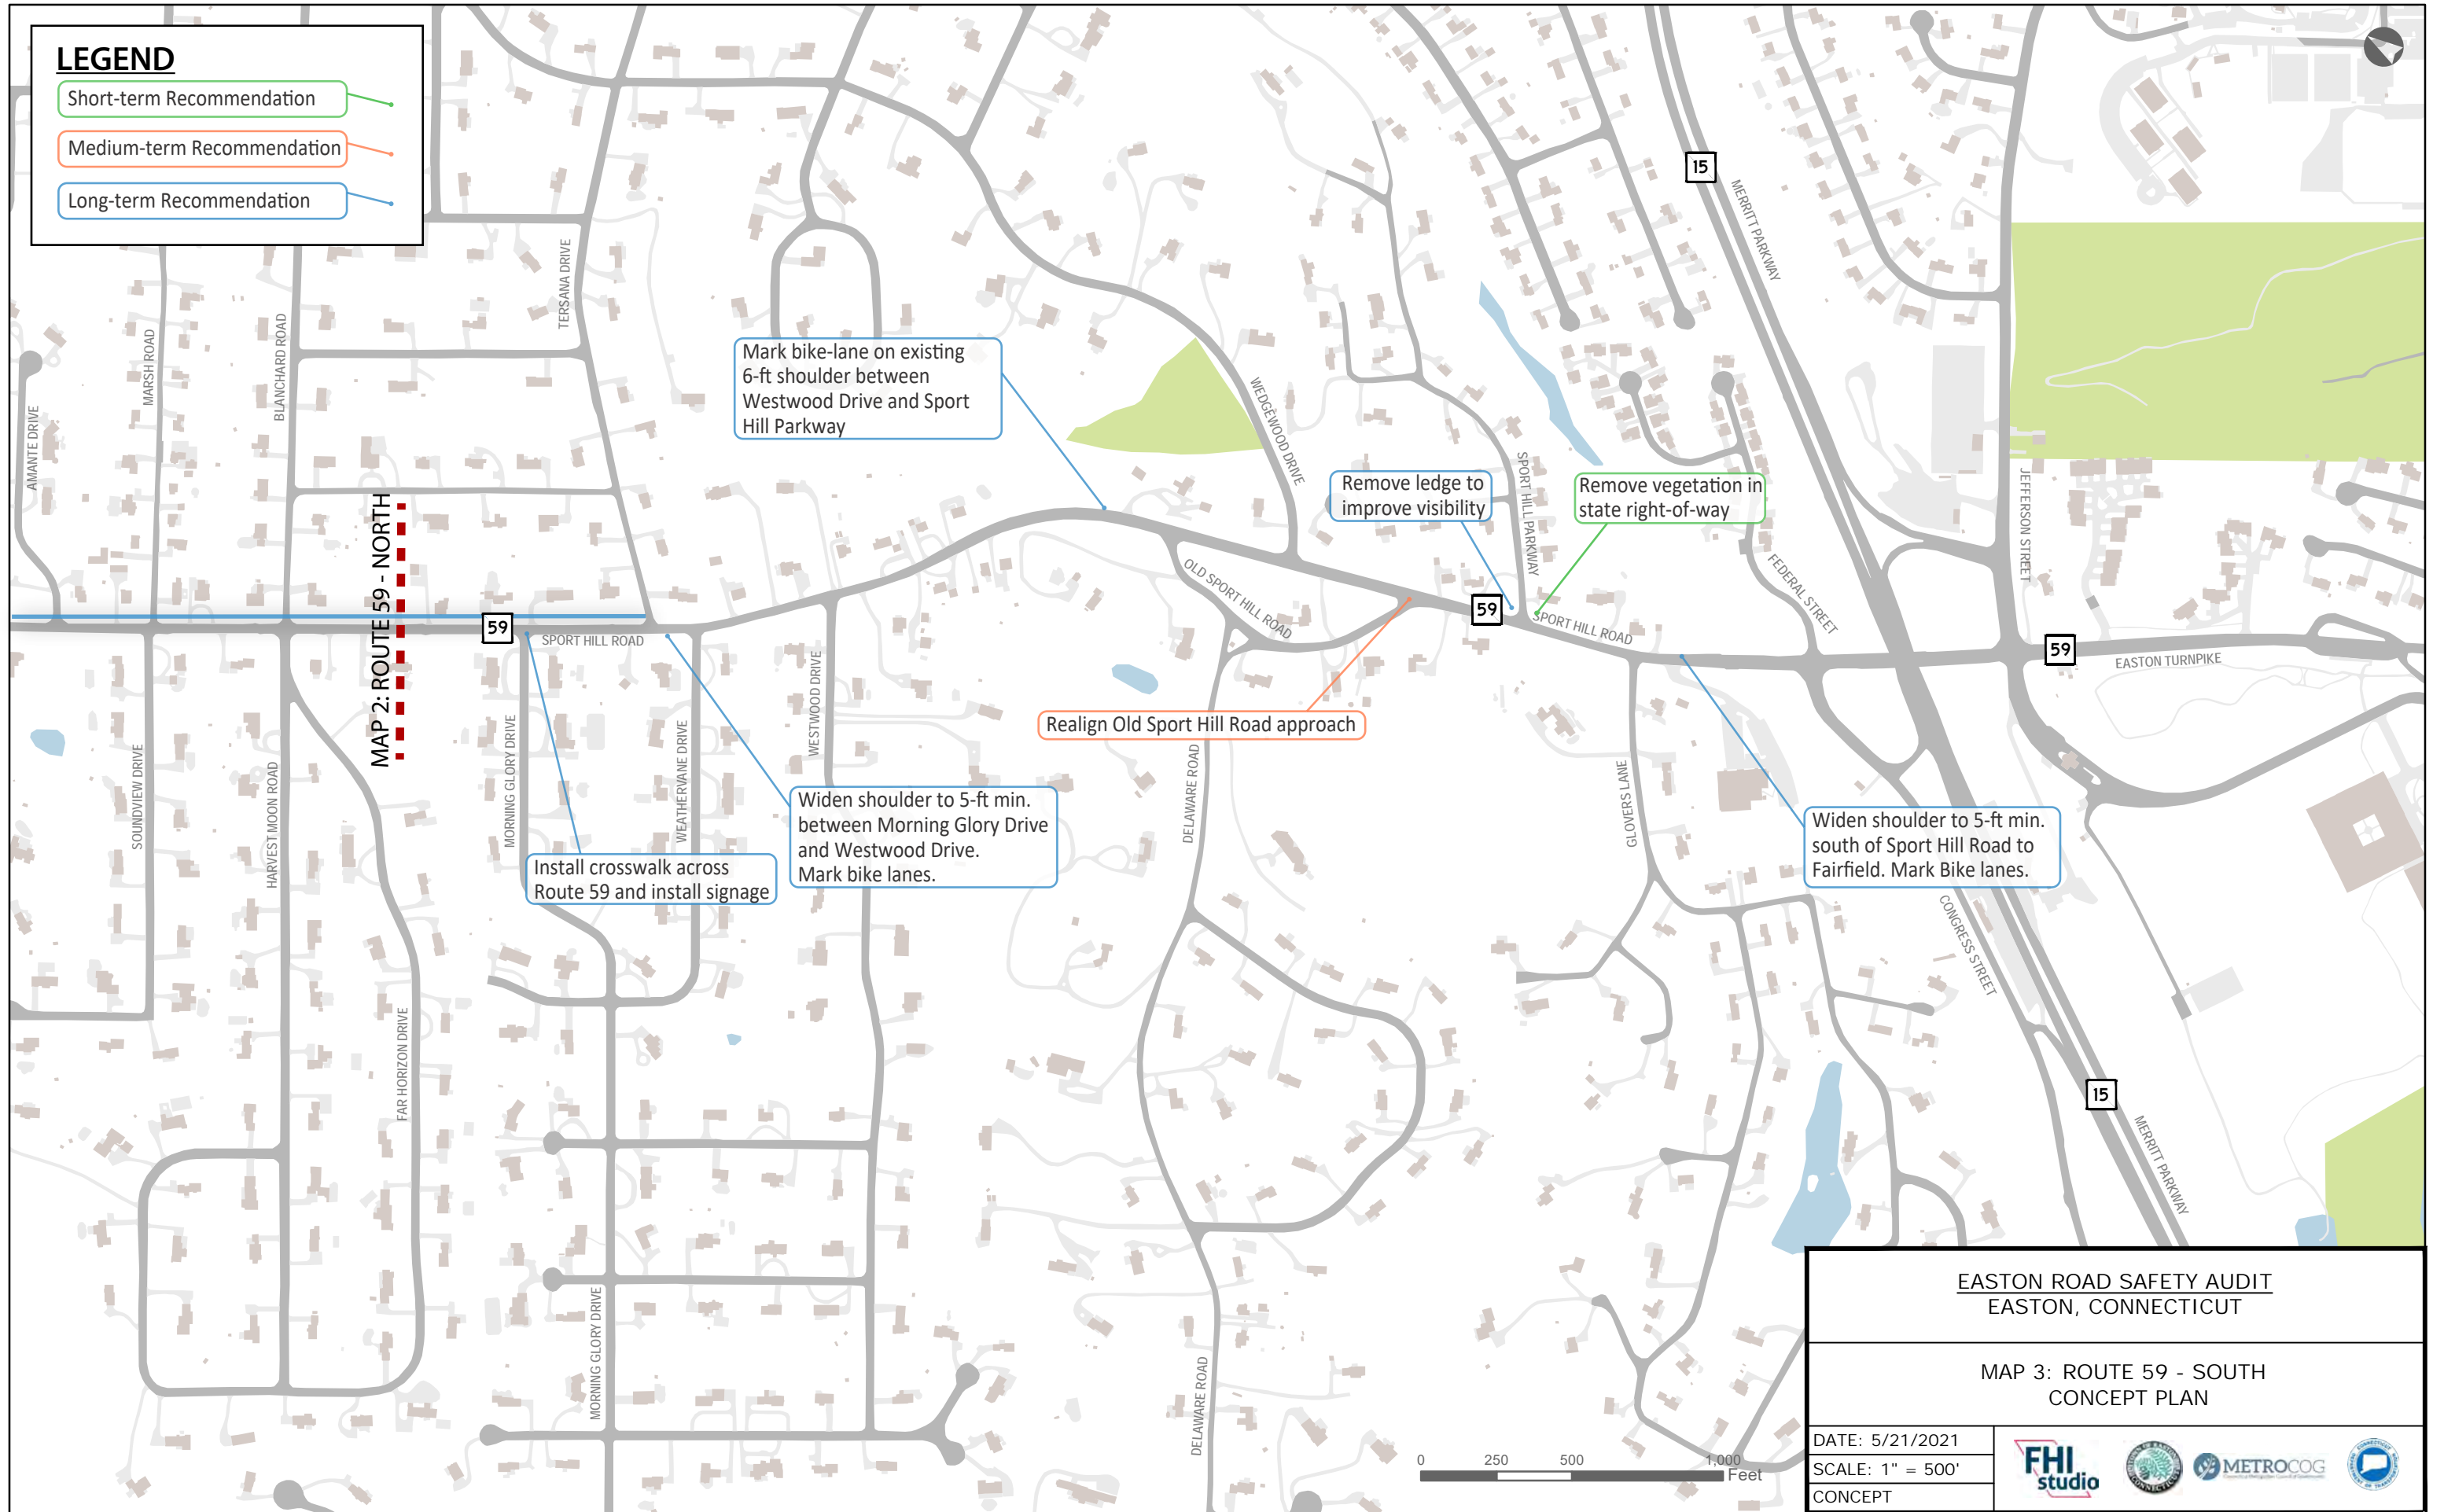 LEGEND
Short-term Recommendation
Medium-term Recommendation
Long-term Recommendation
15
MERRITT PARKWAY
TERSANA DRIVE
MARSH ROAD
BLANCHARD ROAD
AMANTE DRIVE
Mark bike-lane on existing
6-ft shoulder between
Westwood Drive and Sport
Hill Parkway
WEDGEWOOD DRIVE
Remove ledge to
improve visibility
SPORT HILL PARKWAY
Remove vegetation in
state right-of-way
JEFFERSON STREET
FEDERAL STREET
MAP 2: ROUTE 59 - NORTH
59
SPORT HILL ROAD
OLD SPORT HILL ROAD
59
SPORT HILL ROAD
59
EASTON TURNPIKE
SOUNDVIEW DRIVE
HARVEST MOON ROAD
MORNING GLORY DRIVE
WEATHERVANE DRIVE
WESTWOOD DRIVE
Realign Old Sport Hill Road approach
DELAWARE ROAD
GLOVERS LANE
Install crosswalk across
Route 59 and install signage
Widen shoulder to 5-ft min.
between Morning Glory Drive
and Westwood Drive.
Mark bike lanes.
Widen shoulder to 5-ft min.
south of Sport Hill Road to
Fairfield. Mark Bike lanes.
CONGRESS STREET
FAR HORIZON DRIVE
15
MERRITT PARKWAY
MORNING GLORY DRIVE
DELAWARE ROAD
0 250 500 1,000
Feet
EASTON ROAD SAFETY AUDIT
EASTON, CONNECTICUT
MAP 3: ROUTE 59 - SOUTH
CONCEPT PLAN
DATE: 5/21/2021
SCALE: 1" = 500'
CONCEPT
FHI
studio
METROCOG